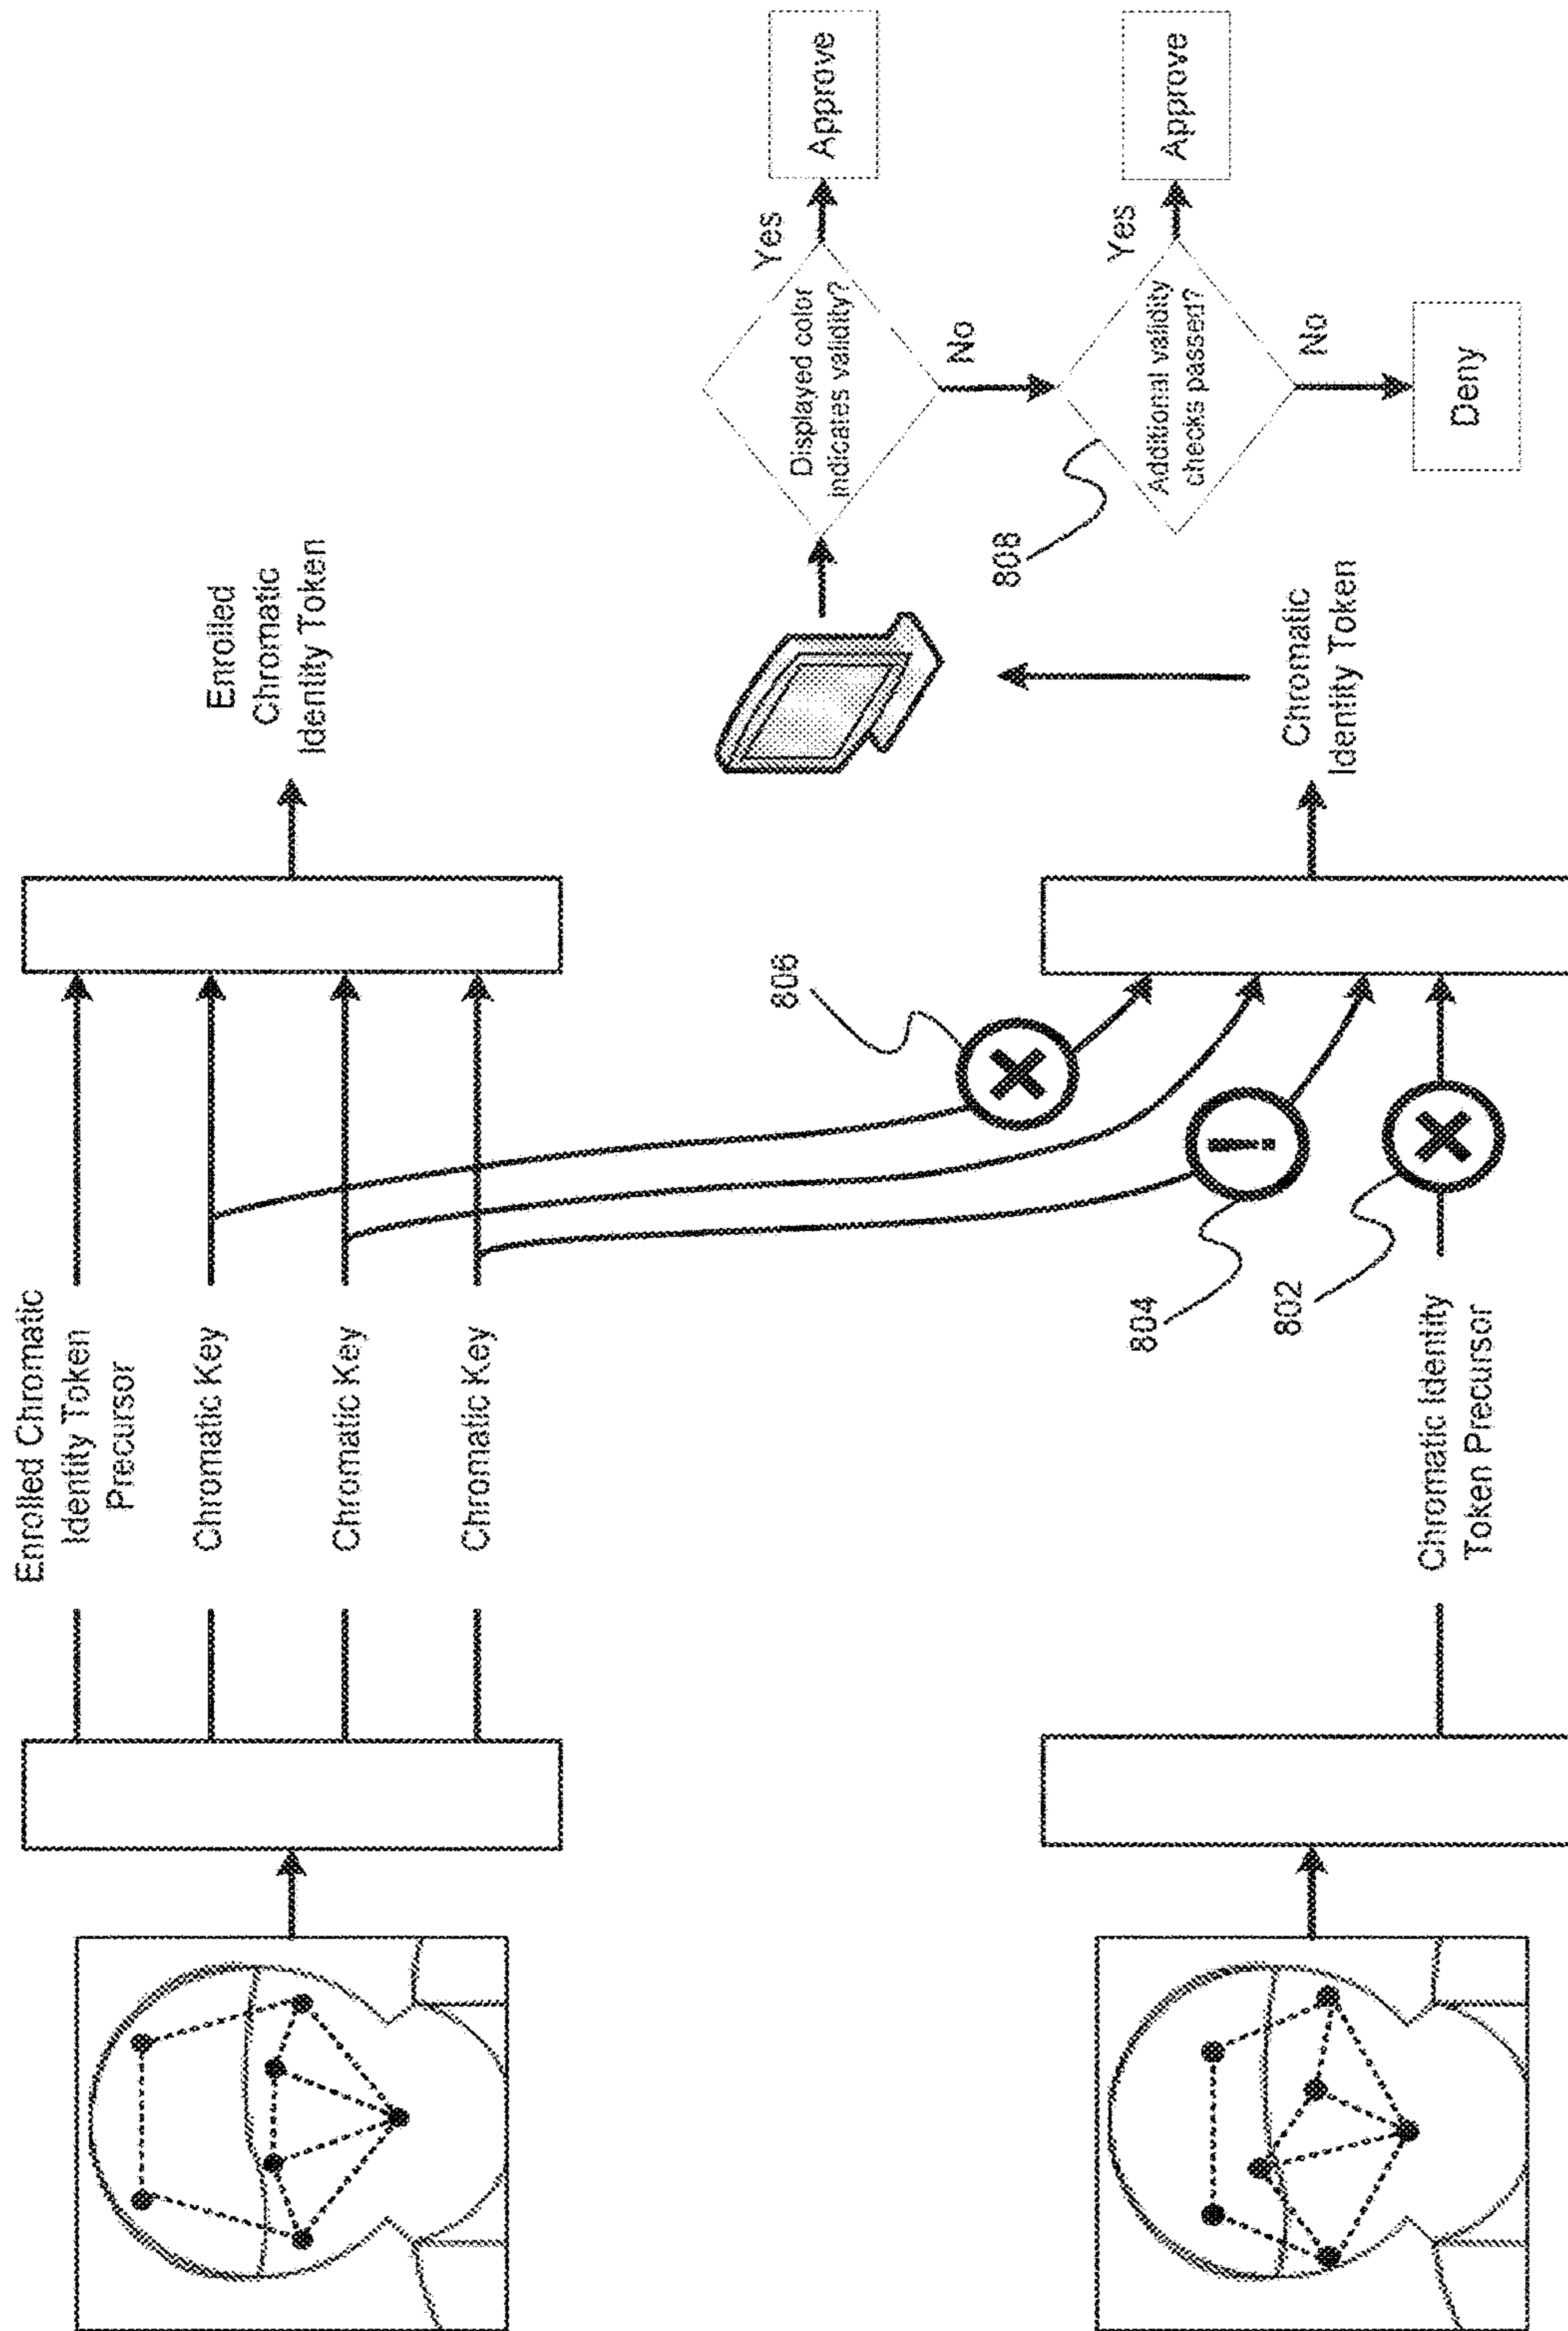 Enrolled Chromatic
Identity Token
Precursor
Chromatic Key
Chromatic Key
Chromatic Key
Enrolled
Chromatic
Identity Token
806
804
802
Chromatic Identity
Token Precursor
Chromatic
Identity Token
Displayed color
indicates validity?
Yes
Approve
No
808
Additional validity
checks passed?
Yes
Approve
No
Deny